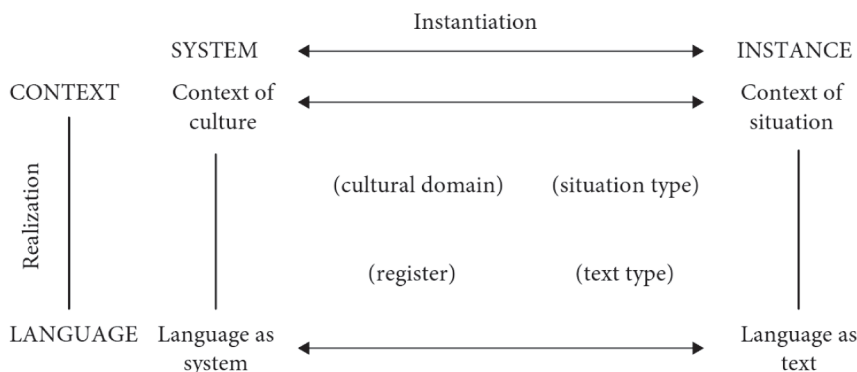 Instantiation
SYSTEM INSTANCE
CONTEXT Context of Context of
culture situation
(cultural domain) (situation type)
Realization
(register) (text type)
LANGUAGE Language as Language as
system text